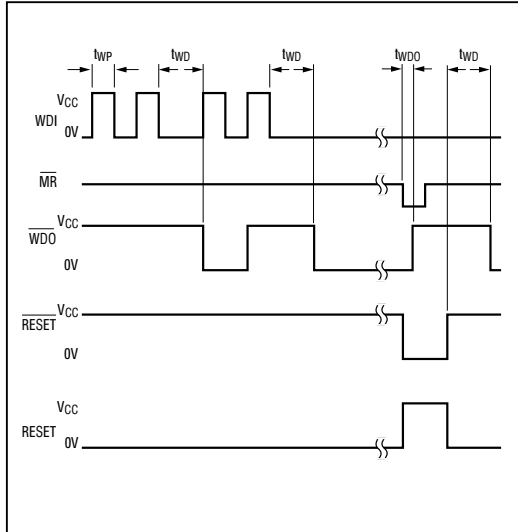 tWP tWD tWD tWDO tWD
VCC
WDI
0V
MR
VCC
WDO
0V
VCC
RESET
0V
VCC
RESET
0V